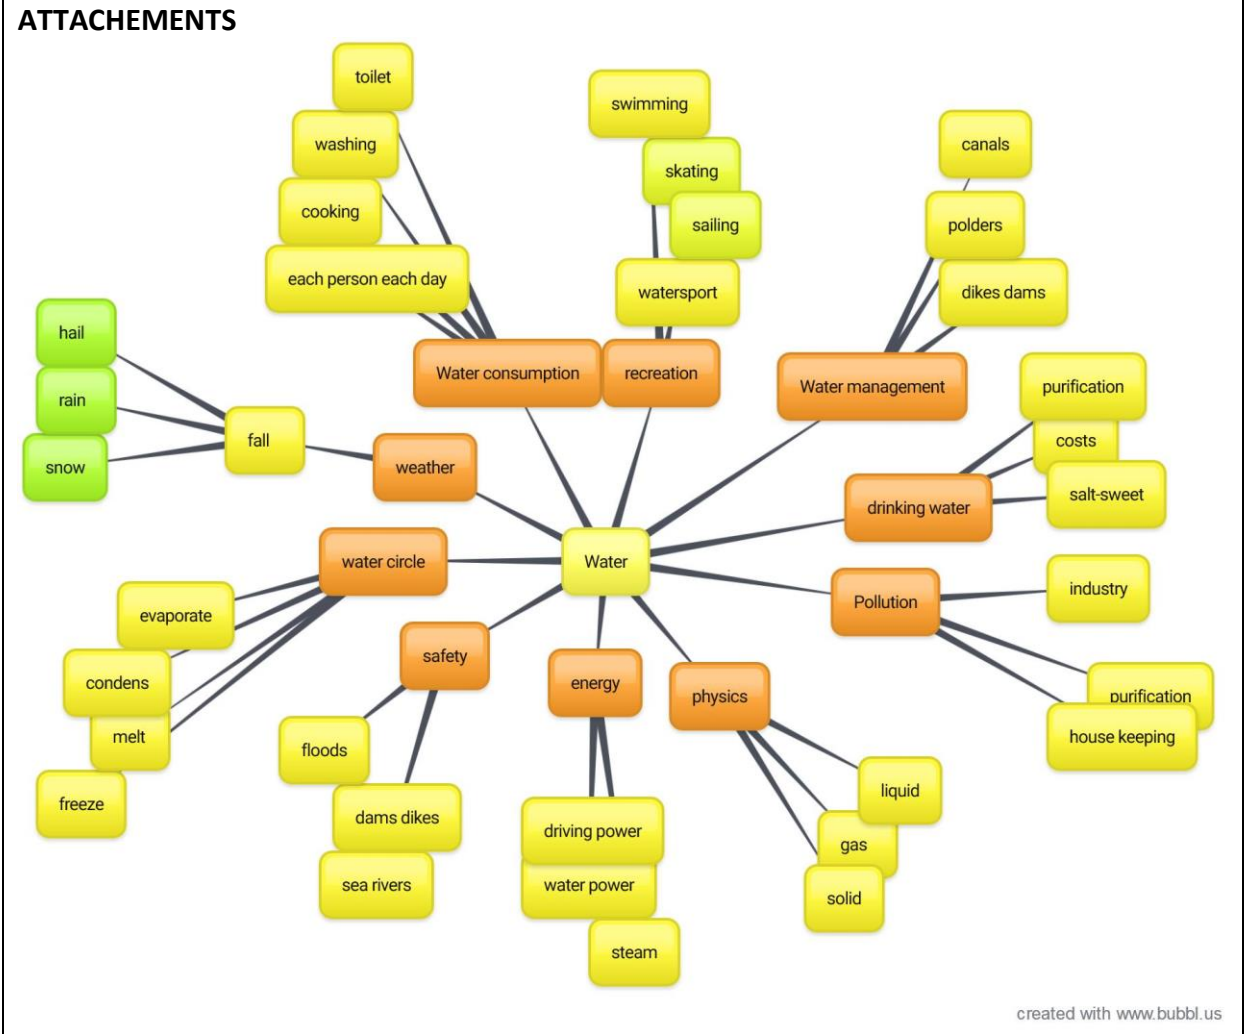 ATTACHEMENTS
toilet
swimming
washing
canals
skating
cooking
sailing
polders
each person each day
watersport
dikes dams
hail
Water consumption
recreation
Water management
purification
rain
fall
costs
snow
weather
salt-sweet
drinking water
water circle
Water
industry
Pollution
evaporate
safety
condens
energy
physics
purification
melt
floods
house keeping
freeze
liquid
dams dikes
driving power
gas
sea rivers
water power
solid
steam
created with www.bubbl.us